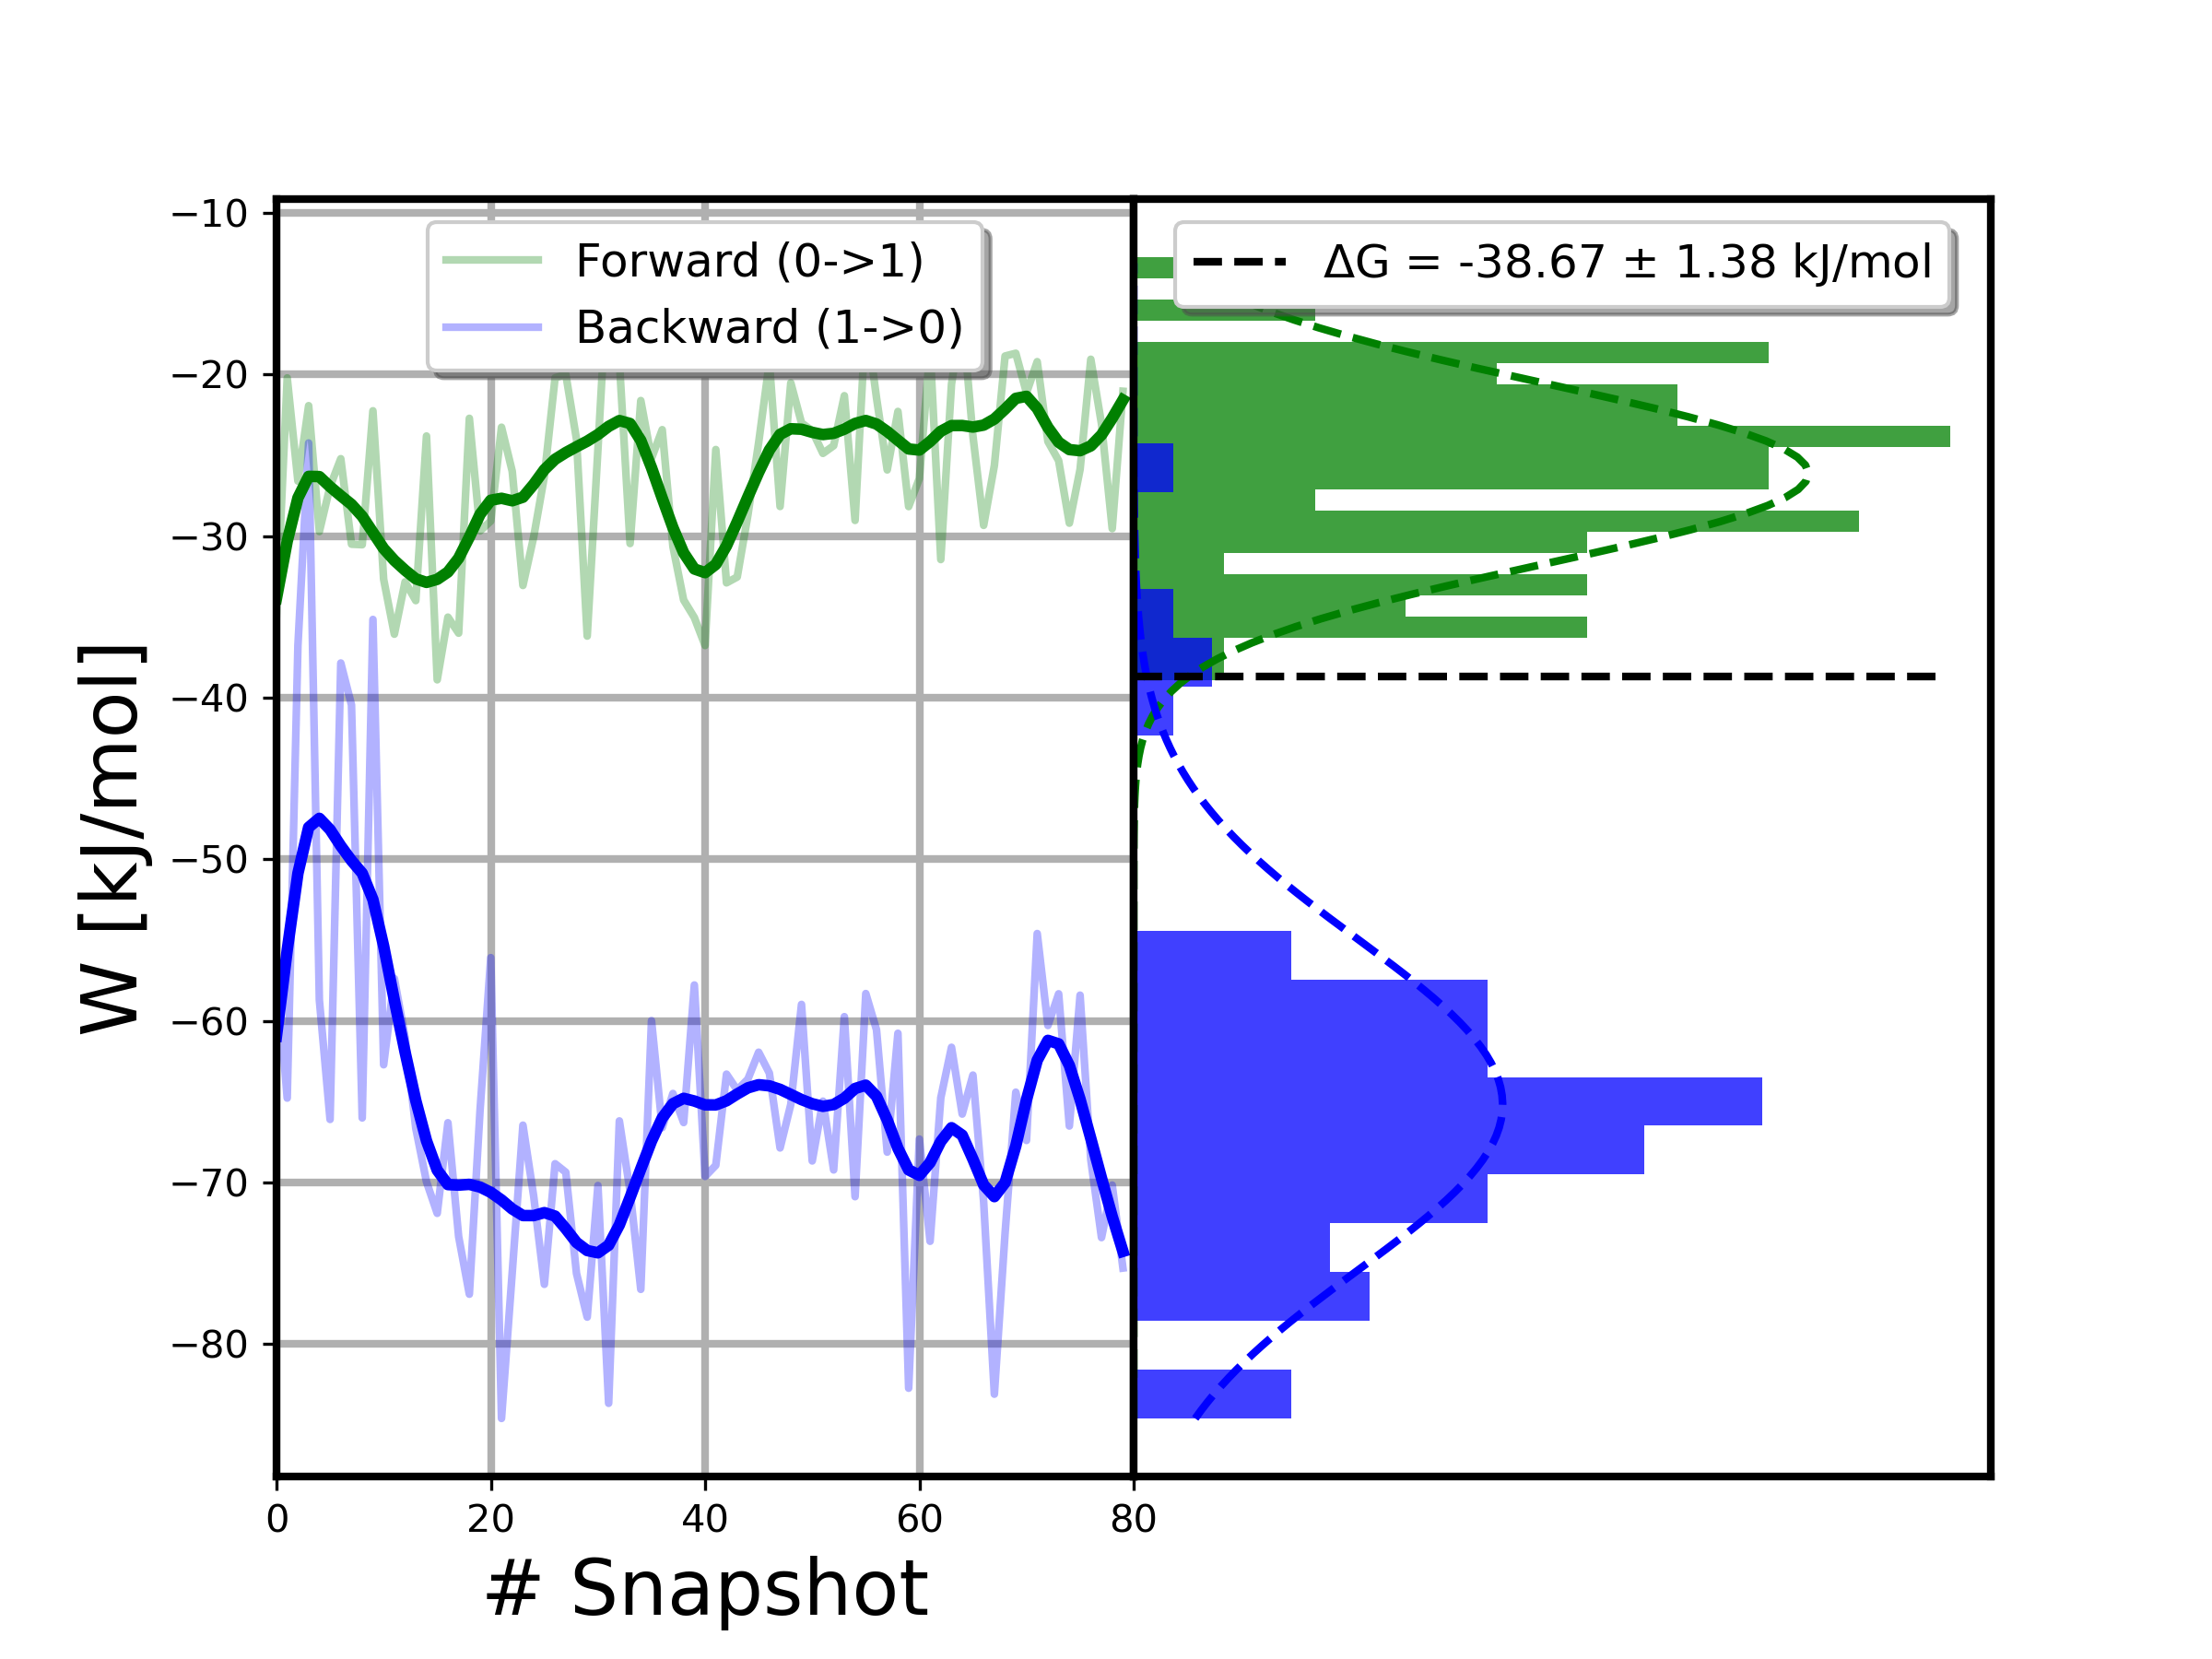 −10
−20
−30
−40
−50
−60
−70
−80
W [kJ/mol]
Forward (0->1)
Backward (1->0)
ΔG = -38.67 ± 1.38 kJ/mol
0 20 40 60 80
# Snapshot